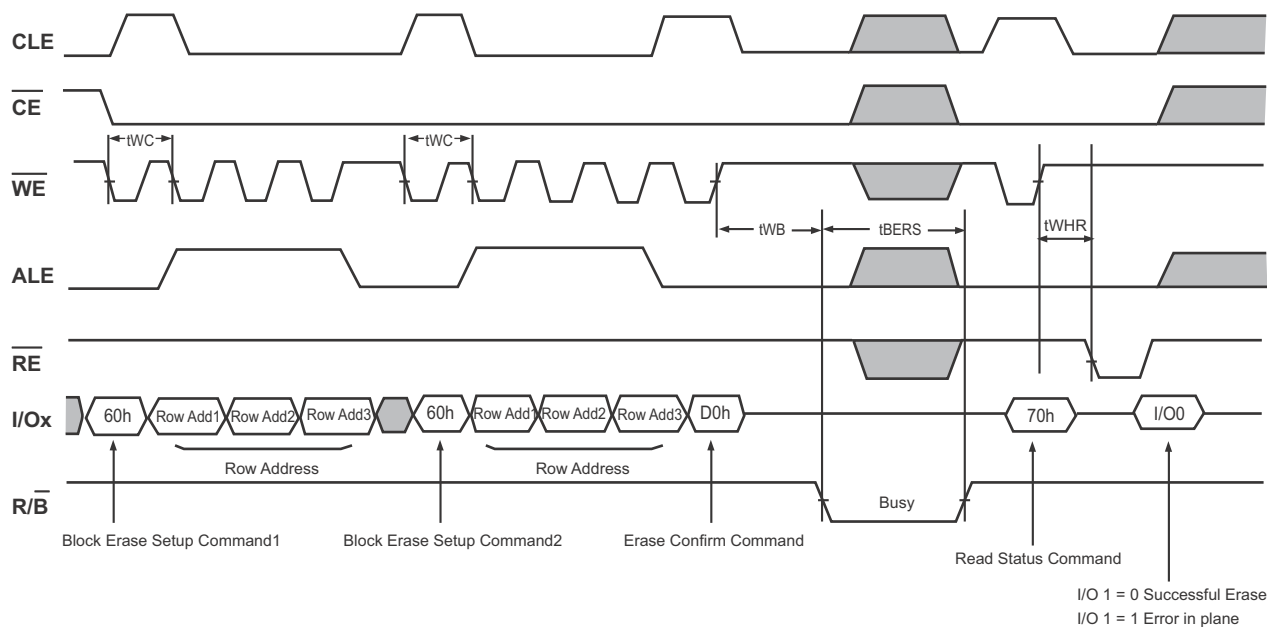 CLE
CE
tWC
tWC
WE
tWB
tBERS
tWHR
ALE
RE
I/Ox
60h
Row Add1
Row Add2
Row Add3
60h
Row Add1
Row Add2
Row Add3
D0h
70h
I/O0
Row Address
Row Address
R/B
Busy
Block Erase Setup Command1
Block Erase Setup Command2
Erase Confirm Command
Read Status Command
I/O 1 = 0 Successful Erase
I/O 1 = 1 Error in plane